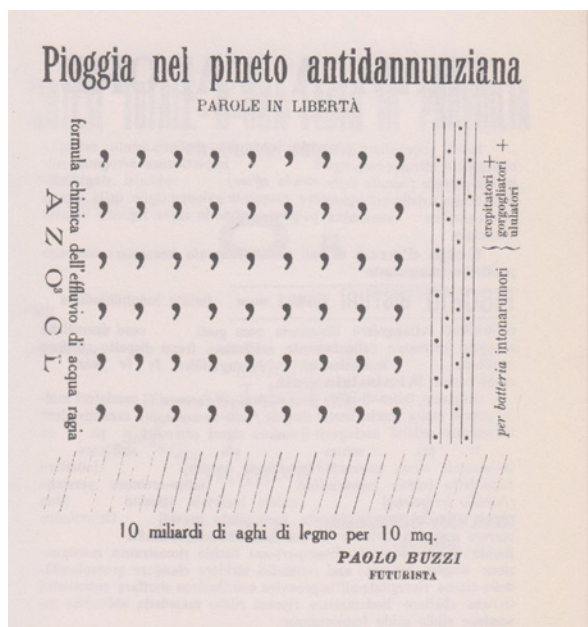 Pioggia nel pineto antidannunziana
PAROLE IN LIBERTÀ
formula chimica dell'effluvio di acqua ragia
, , , , , , , , ,
, , , , , , , , ,
, , , , , , , , ,
, , , , , , , , ,
, , , , , , , , ,
, , , , , , , , ,
crepitatori +
gorgogliatori +
ululatori
per batteria intonarumori
10 miliardi di aghi di legno per 10 mq.
PAOLO BUZZI
FUTURISTA